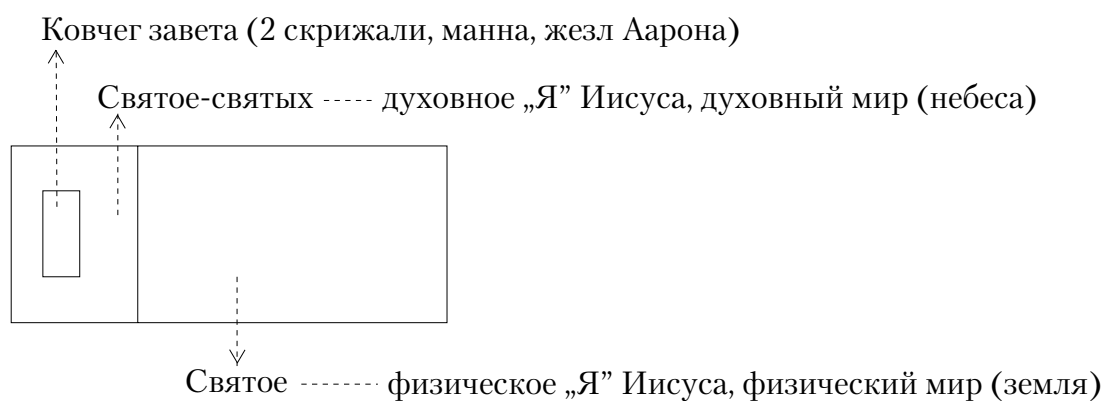 Ковчег завета (2 скрижали, манна, жезл Аарона)
Святое-святых ----- духовное „Я” Иисуса, духовный мир (небеса)
Святое ------- физическое „Я” Иисуса, физический мир (земля)